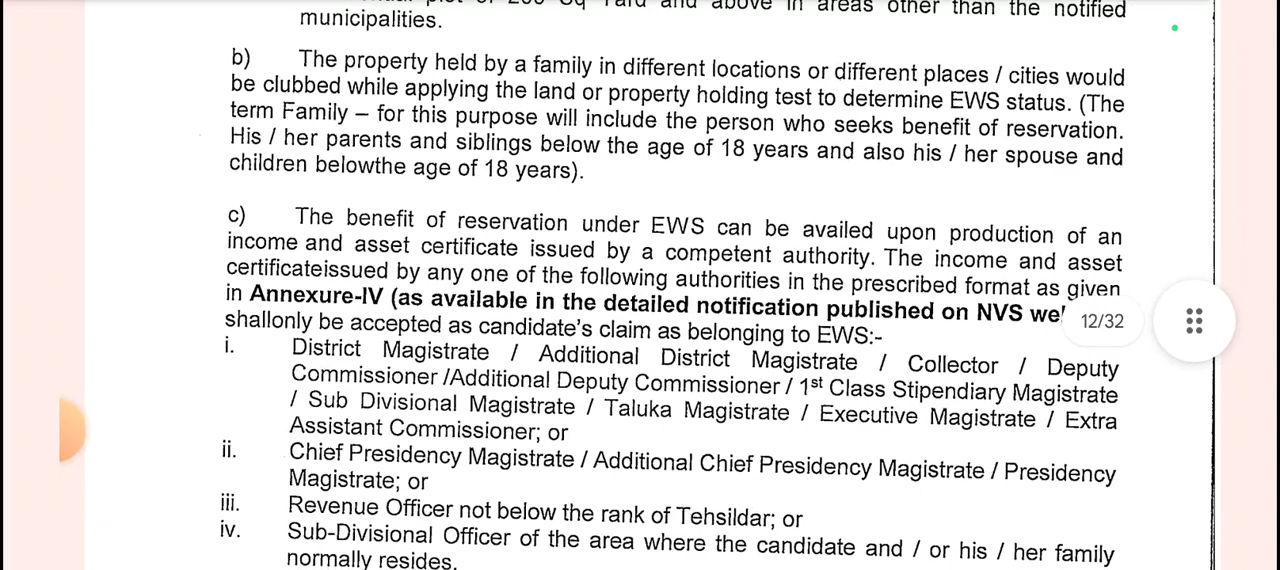 and above in areas other than the notified
municipalities.
b) The property held by a family in different locations or different places / cities would
be clubbed while applying the land or property holding test to determine EWS status. (The
term Family – for this purpose will include the person who seeks benefit of reservation.
His / her parents and siblings below the age of 18 years and also his / her spouse and
children belowthe age of 18 years).
c) The benefit of reservation under EWS can be availed upon production of an
income and asset certificate issued by a competent authority. The income and asset
certificateissued by any one of the following authorities in the prescribed format as given
in Annexure-IV (as available in the detailed notification published on NVS
12/32
shallonly be accepted as candidate's claim as belonging to EWS:-
i. District Magistrate / Additional District Magistrate / Collector / Deputy
Commissioner /Additional Deputy Commissioner / 1st Class Stipendiary Magistrate
/ Sub Divisional Magistrate / Taluka Magistrate / Executive Magistrate / Extra
Assistant Commissioner; or
ii. Chief Presidency Magistrate / Additional Chief Presidency Magistrate / Presidency
Magistrate; or
iii. Revenue Officer not below the rank of Tehsildar; or
iv. Sub-Divisional Officer of the area where the candidate and / or his / her family
normally resides.